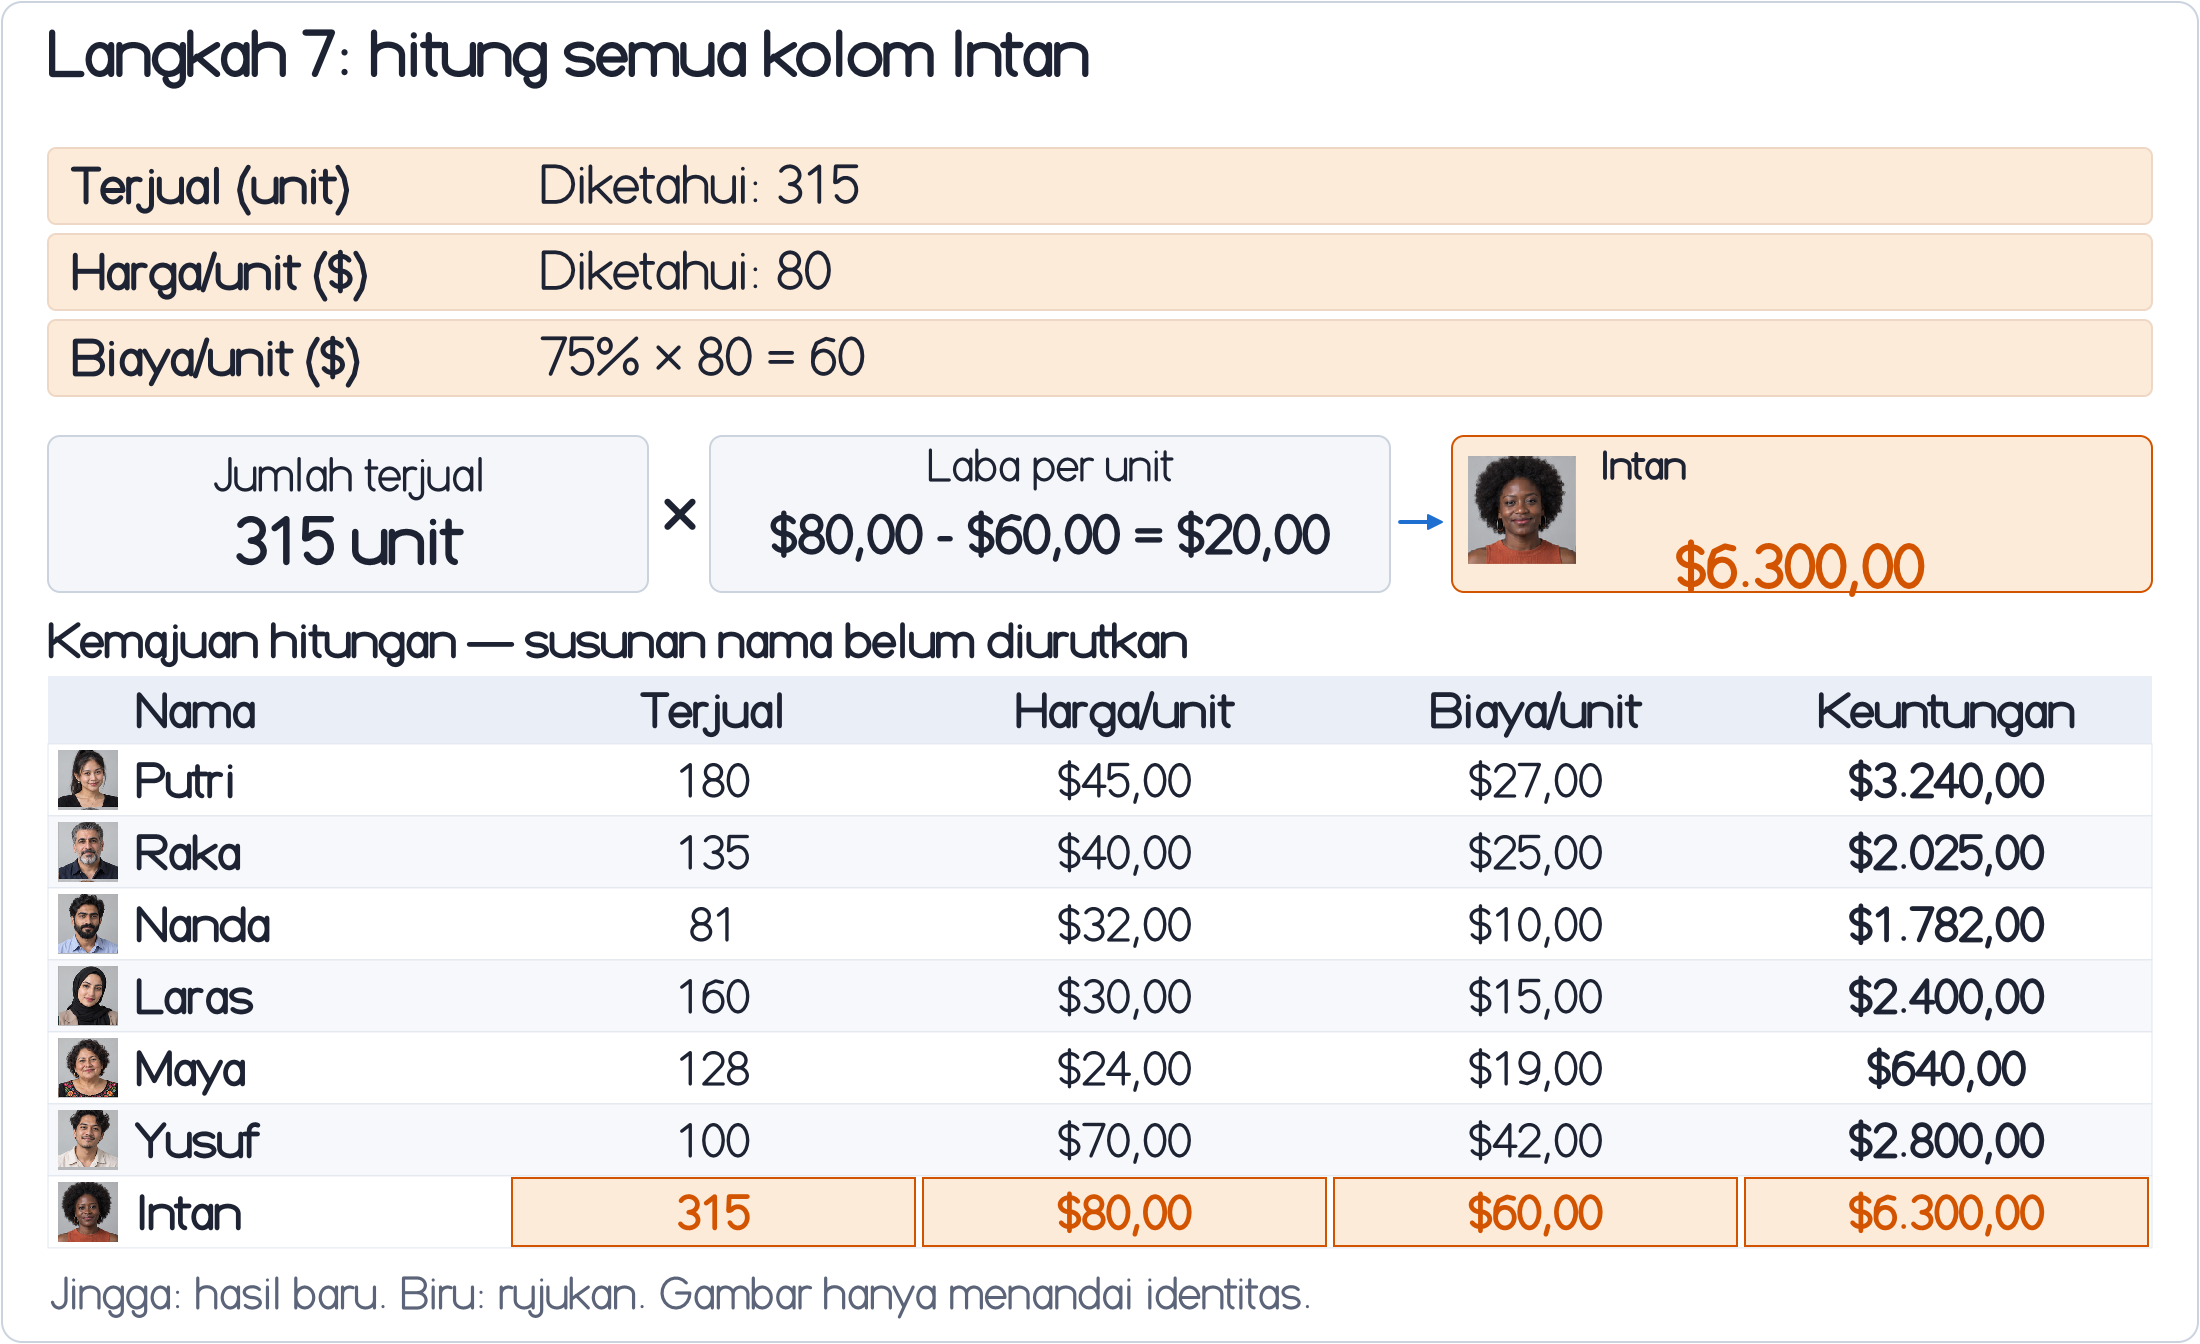 Langkah 7: hitung semua kolom Intan
Terjual (unit) Diketahui: 315
Harga/unit ($) Diketahui: 80
Biaya/unit ($) 75% × 80 = 60
Jumlah terjual
315 unit
×
Laba per unit
$80,00 - $60,00 = $20,00
Intan
$6.300,00
Kemajuan hitungan — susunan nama belum diurutkan
Nama Terjual Harga/unit Biaya/unit Keuntungan
Putri 180 $45,00 $27,00 $3.240,00
Raka 135 $40,00 $25,00 $2.025,00
Nanda 81 $32,00 $10,00 $1.782,00
Laras 160 $30,00 $15,00 $2.400,00
Maya 128 $24,00 $19,00 $640,00
Yusuf 100 $70,00 $42,00 $2.800,00
Intan 315 $80,00 $60,00 $6.300,00
Jingga: hasil baru. Biru: rujukan. Gambar hanya menandai identitas.